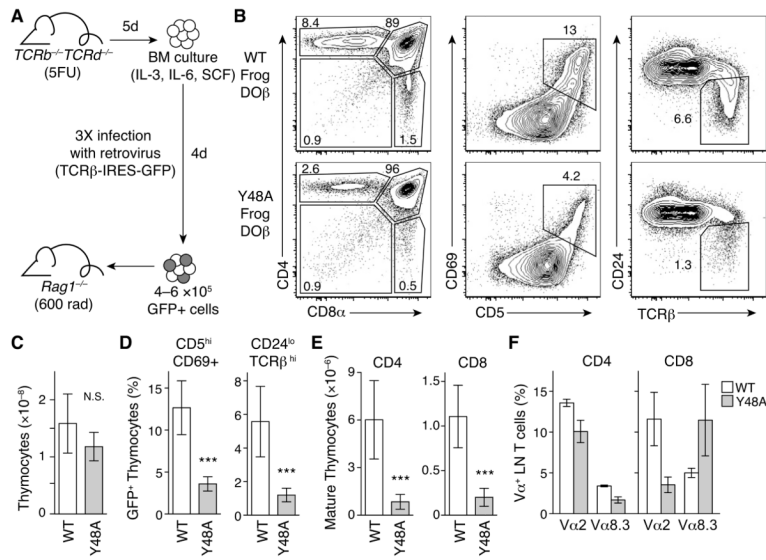 A
5d
TCRb⁻/⁻TCRd⁻/⁻
(5FU)
BM culture
(IL-3, IL-6, SCF)
3X infection
with retrovirus
(TCRβ-IRES-GFP)
4d
Rag1⁻/⁻
(600 rad)
4–6 ×10⁵
GFP+ cells
B
WT
Frog
DOβ
8.4
89
0.9
1.5
13
6.6
Y48A
Frog
DOβ
2.6
96
0.9
0.5
4.2
1.3
CD4
CD8α
CD69
CD5
CD24
TCRβ
C
Thymocytes (×10⁻⁸)
2
1
0
N.S.
WT
Y48A
D
GFP⁺ Thymocytes (%)
CD5ʰⁱ
CD69+
15
10
5
0
***
WT
Y48A
CD24ˡᵒ
TCRβ ʰⁱ
8
6
4
2
0
***
WT
Y48A
E
Mature Thymocytes (×10⁻⁶)
CD4
9
6
3
0
***
WT
Y48A
CD8
1.5
1.0
0.5
0
***
WT
Y48A
F
Vα⁺ LN T cells (%)
CD4
CD8
WT
Y48A
15
10
5
0
Vα2
Vα8.3
Vα2
Vα8.3